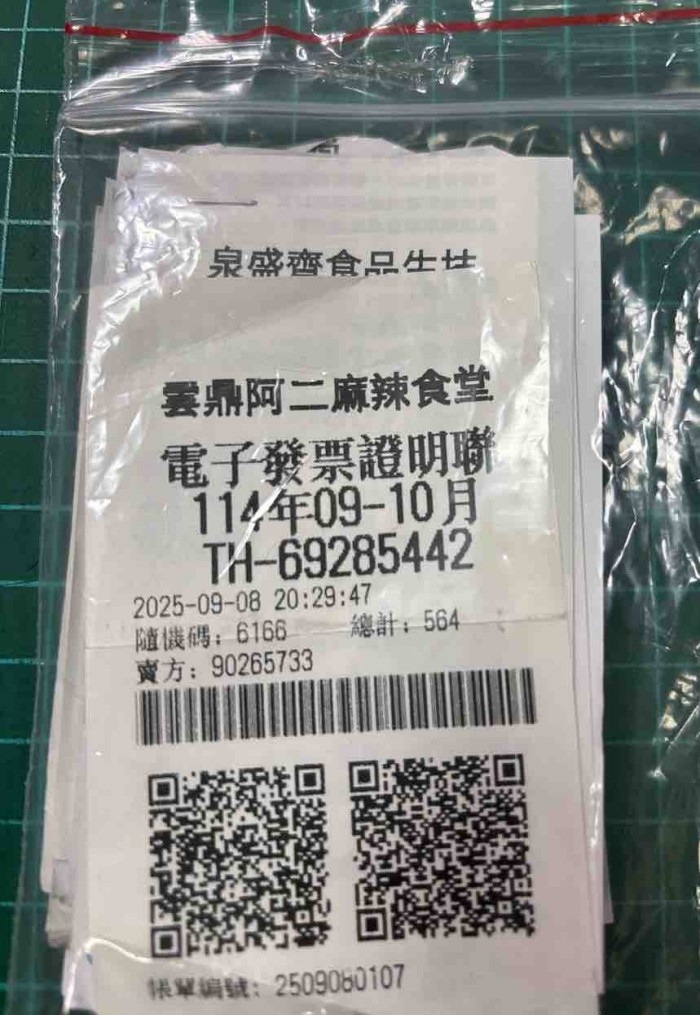 泉盛齋食品生技
雲鼎阿二麻辣食堂
電子發票證明聯
114年09-10月
TH-69285442
2025-09-08 20:29:47
隨機碼：6166 總計：564
賣方：90265733
帳單編號：2509080107